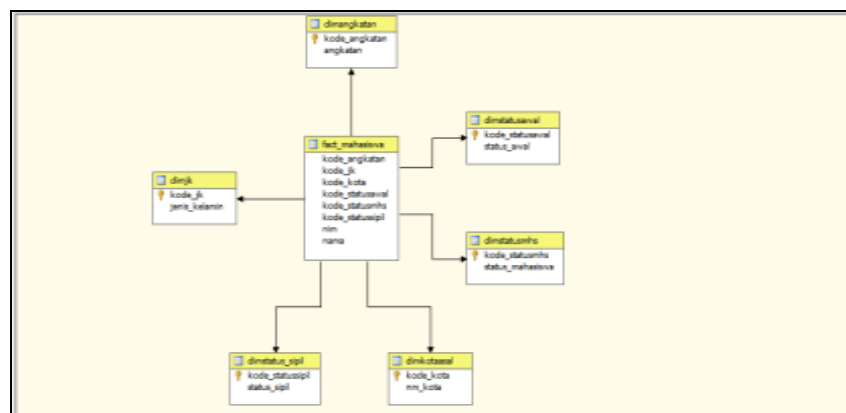 dimangkatan
kode_angkatan
angkatan
dimstatusawal
kode_statusawal
status_awal
fact_mahasiswa
kode_angkatan
kode_jk
kode_kota
kode_statusawal
kode_statusmhs
kode_statussipil
nim
nama
dimjk
kode_jk
jenis_kelamin
dimstatusmhs
kode_statusmhs
status_mahasiswa
dimstatus_sipil
kode_statussipil
status_sipil
dimkotaasal
kode_kota
nm_kota